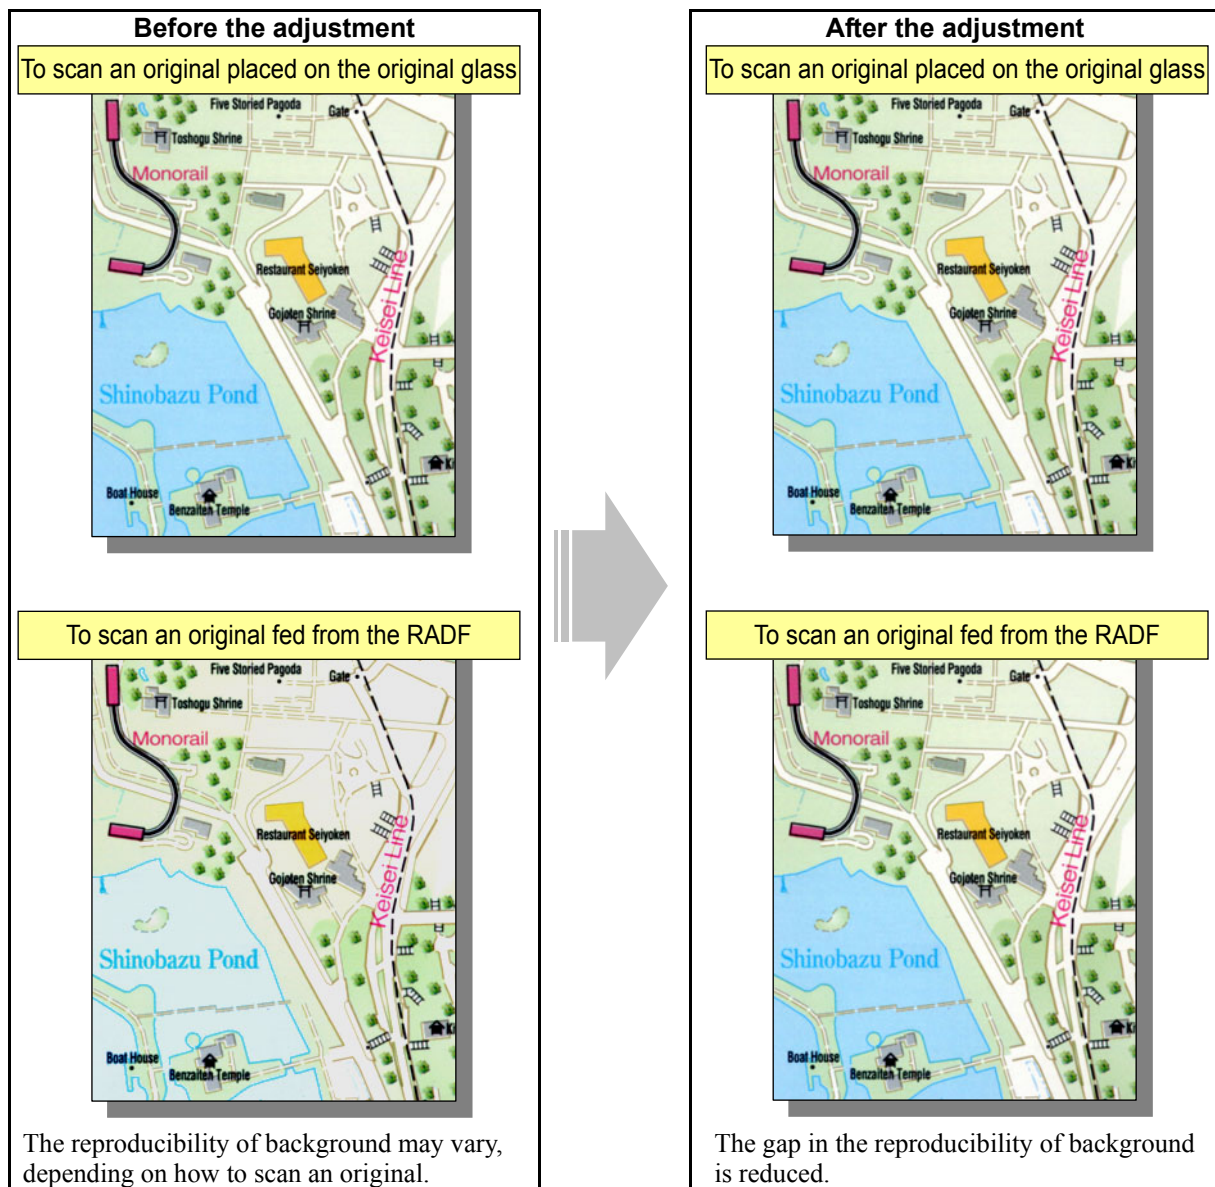 Before the adjustment
To scan an original placed on the original glass
Five Storied Pagoda
Gate
Toshogu Shrine
Monorail
Restaurant Seiyoken
Keisei Line
Gojoten Shrine
Shinobazu Pond
Boat House
Benzaiten Temple
To scan an original fed from the RADF
Five Storied Pagoda
Gate
Toshogu Shrine
Monorail
Restaurant Seiyoken
Keisei Line
Gojoten Shrine
Shinobazu Pond
Boat House
Benzaiten Temple
The reproducibility of background may vary,
depending on how to scan an original.
After the adjustment
To scan an original placed on the original glass
Five Storied Pagoda
Gate
Toshogu Shrine
Monorail
Restaurant Seiyoken
Keisei Line
Gojoten Shrine
Shinobazu Pond
Boat House
Benzaiten Temple
To scan an original fed from the RADF
Five Storied Pagoda
Gate
Toshogu Shrine
Monorail
Restaurant Seiyoken
Keisei Line
Gojoten Shrine
Shinobazu Pond
Boat House
Benzaiten Temple
The gap in the reproducibility of background
is reduced.